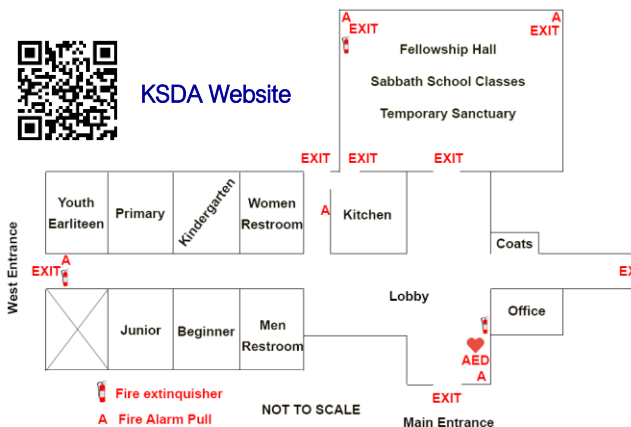 A
A
EXIT
EXIT
Fellowship Hall
KSDA Website
Sabbath School Classes
Temporary Sanctuary
EXIT
EXIT
EXIT
Youth
Earliteen
Primary
Kindergarten
Women
Restroom
A
Kitchen
Coats
West Entrance
A
EXIT
EX
Lobby
Office
Junior
Beginner
Men
Restroom
AED
A
EXIT
Fire extinquisher
A Fire Alarm Pull
NOT TO SCALE
Main Entrance